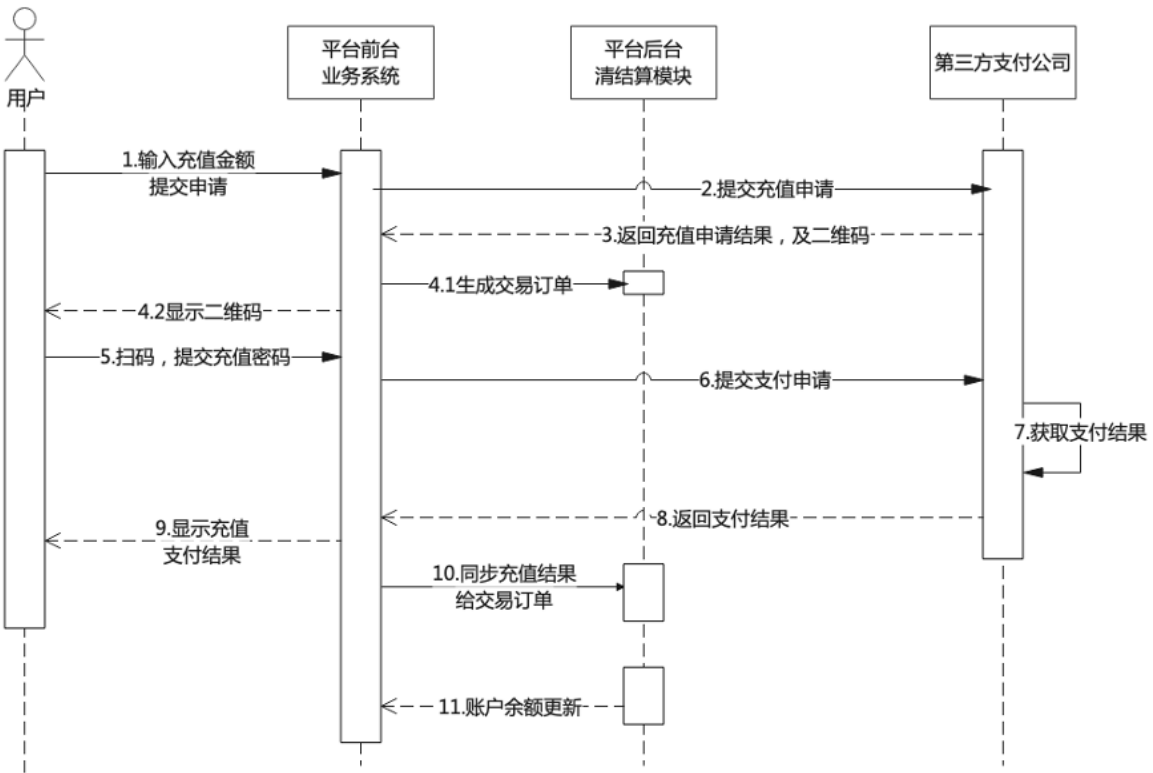 用户
平台前台
业务系统
平台后台
清结算模块
第三方支付公司
1.输入充值金额
提交申请
2.提交充值申请
3.返回充值申请结果，及二维码
4.1生成交易订单
4.2显示二维码
5.扫码，提交充值密码
6.提交支付申请
7.获取支付结果
8.返回支付结果
9.显示充值
支付结果
10.同步充值结果
给交易订单
11.账户余额更新